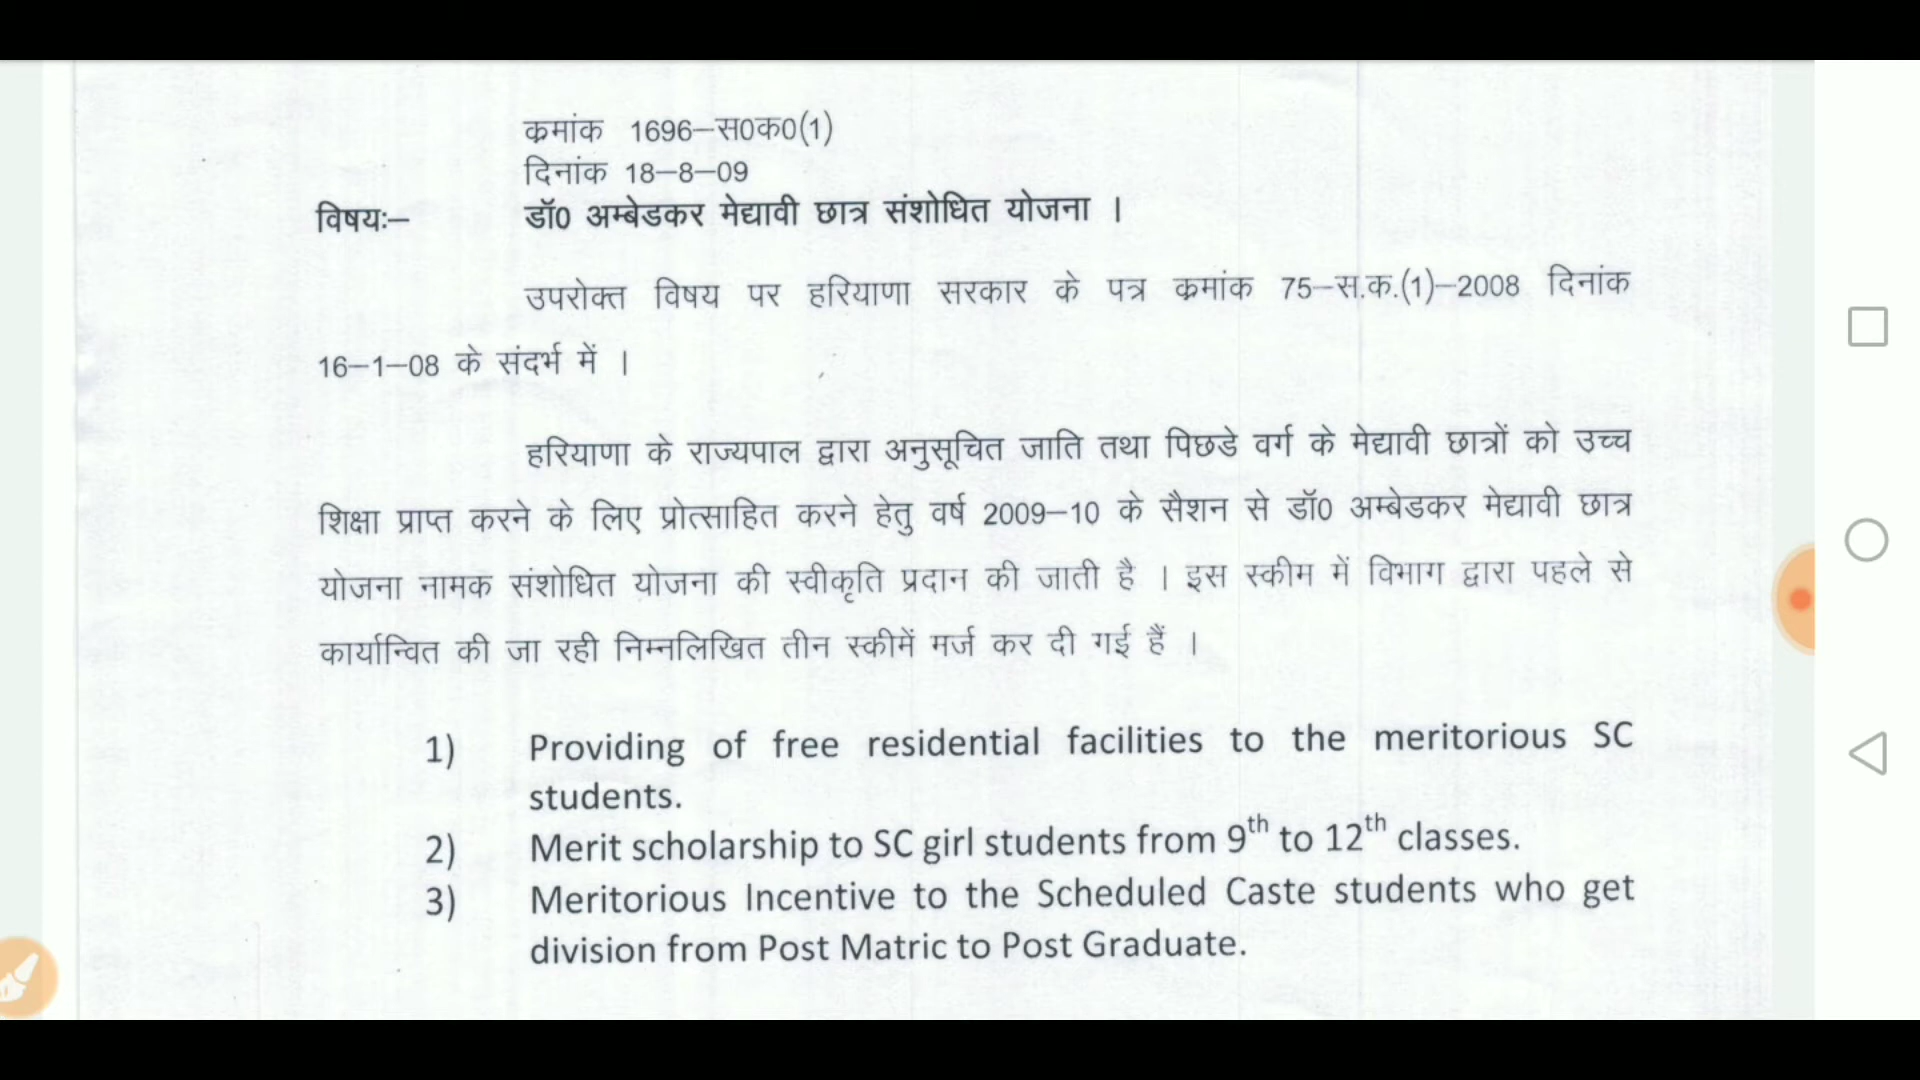 क्रमांक 1696–स0क0(1)
दिनांक 18–8–09
विषयः– डॉ0 अम्बेडकर मेद्यावी छात्र संशोधित योजना ।
उपरोक्त विषय पर हरियाणा सरकार के पत्र क्रमांक 75–स.क.(1)–2008 दिनांक
16–1–08 के संदर्भ में ।
हरियाणा के राज्यपाल द्वारा अनुसूचित जाति तथा पिछडे वर्ग के मेद्यावी छात्रों को उच्च
शिक्षा प्राप्त करने के लिए प्रोत्साहित करने हेतु वर्ष 2009–10 के सैशन से डॉ0 अम्बेडकर मेद्यावी छात्र
योजना नामक संशोधित योजना की स्वीकृति प्रदान की जाती है । इस स्कीम में विभाग द्वारा पहले से
कार्यान्वित की जा रही निम्नलिखित तीन स्कीमें मर्ज कर दी गई हैं ।
1) Providing of free residential facilities to the meritorious SC
students.
2) Merit scholarship to SC girl students from 9th to 12th classes.
3) Meritorious Incentive to the Scheduled Caste students who get
division from Post Matric to Post Graduate.